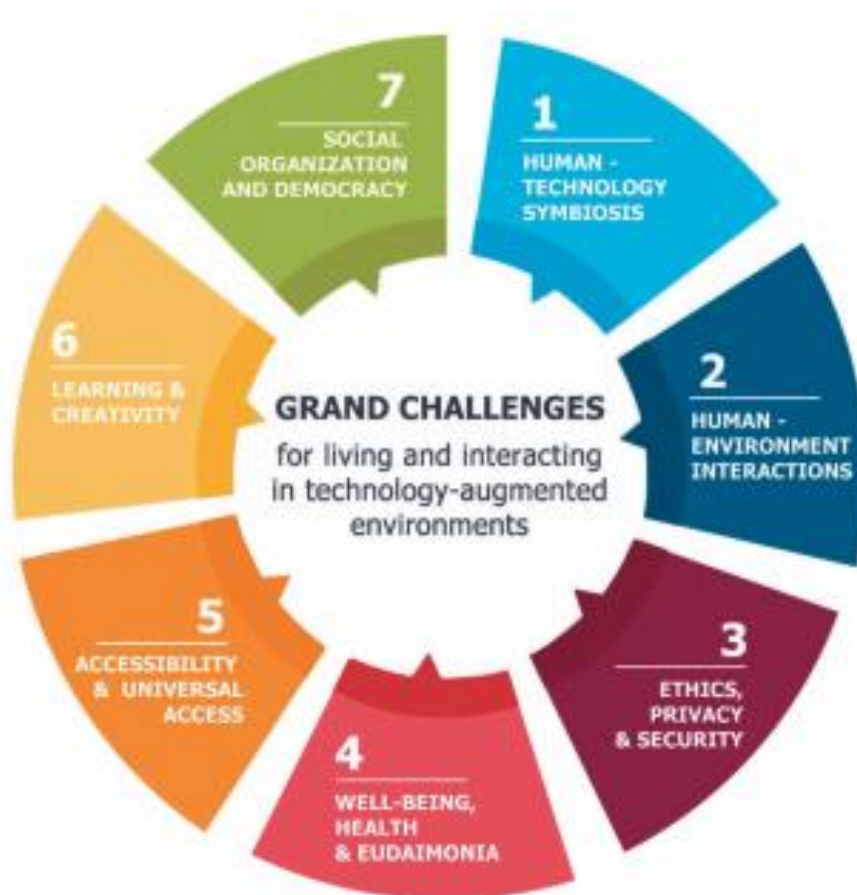 GRAND CHALLENGES
for living and interacting
in technology-augmented
environments
1
HUMAN -
TECHNOLOGY
SYMBIOSIS
2
HUMAN -
ENVIRONMENT
INTERACTIONS
3
ETHICS,
PRIVACY
& SECURITY
4
WELL-BEING,
HEALTH
& EUDAIMONIA
5
ACCESSIBILITY
& UNIVERSAL
ACCESS
6
LEARNING &
CREATIVITY
7
SOCIAL
ORGANIZATION
AND DEMOCRACY